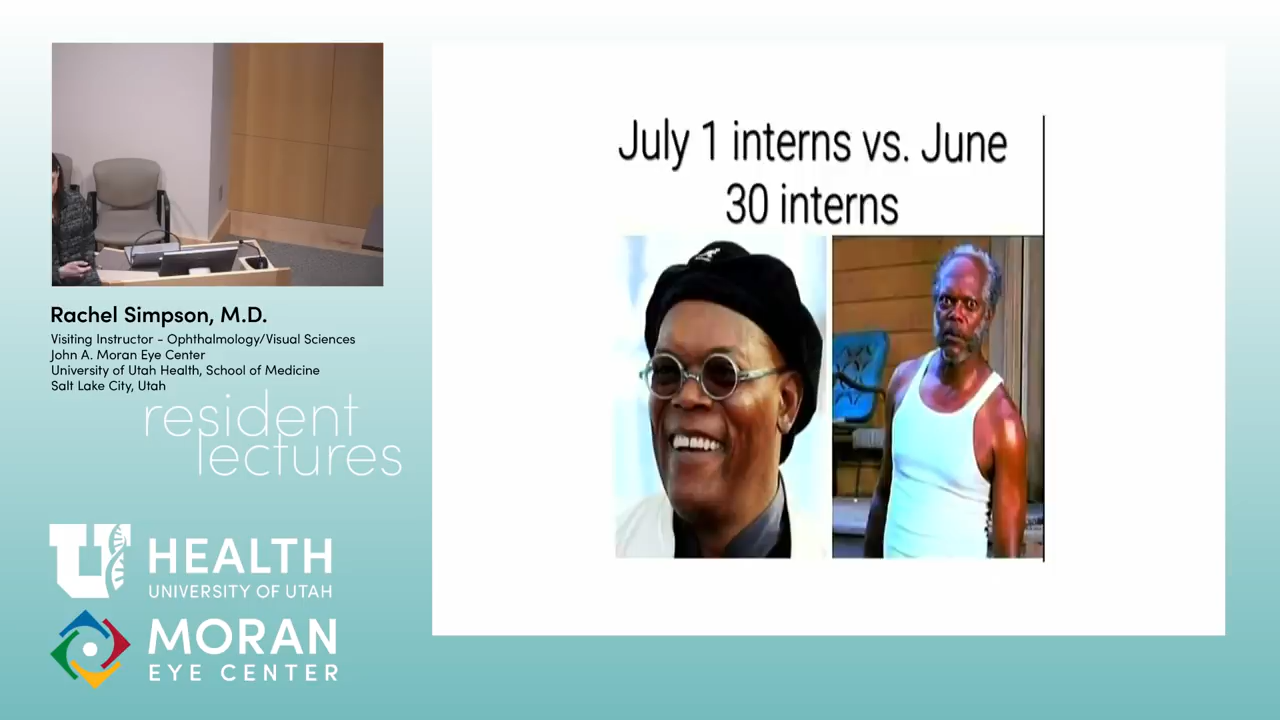 Rachel Simpson, M.D.
Visiting Instructor - Ophthalmology/Visual Sciences
John A. Moran Eye Center
University of Utah Health, School of Medicine
Salt Lake City, Utah
resident
lectures
U HEALTH
UNIVERSITY OF UTAH
MORAN
EYE CENTER
July 1 interns vs. June
30 interns